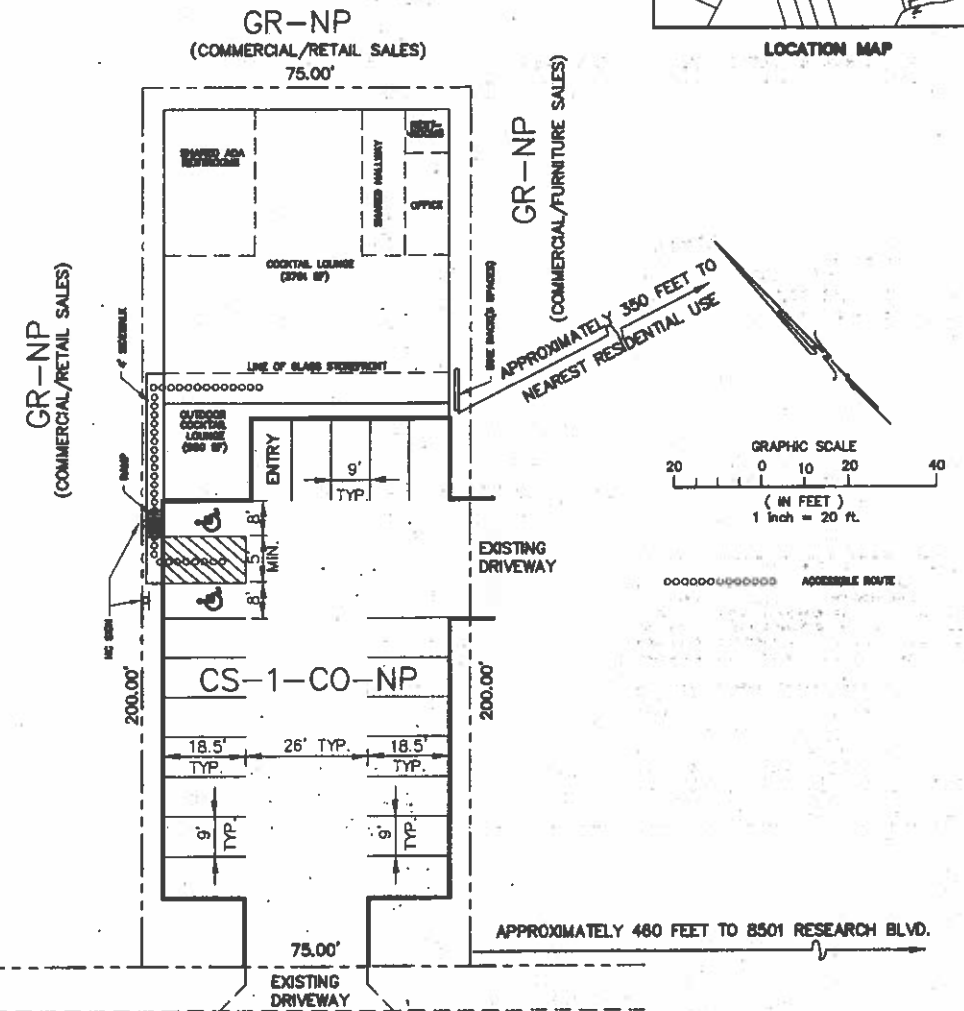 GR-NP
(COMMERCIAL/RETAIL SALES)
75.00'
LOCATION MAP
SHARED ADA
RESTROOMS
SHARED HALLWAY
REST-
ROOMS
OFFICE
COCKTAIL LOUNGE
GR-NP
(COMMERCIAL/FURNITURE SALES)
GR-NP
(COMMERCIAL/RETAIL SALES)
4' SIDEWALK
LINE OF GLASS STOREFRONT
APPROXIMATELY 350 FEET TO
NEAREST RESIDENTIAL USE
OUTDOOR
COCKTAIL
LOUNGE
RAMP
ENTRY
9'
TYP.
8'
5'
MIN.
8'
HC SIGN
EXISTING
DRIVEWAY
GRAPHIC SCALE
20 0 10 20 40
( IN FEET )
1 inch = 20 ft.
ACCESSIBLE ROUTE
200.00'
CS-1-CO-NP
200.00'
18.5'
TYP.
26' TYP.
18.5'
TYP.
9'
TYP.
9'
TYP.
75.00'
EXISTING
DRIVEWAY
APPROXIMATELY 460 FEET TO 8501 RESEARCH BLVD.